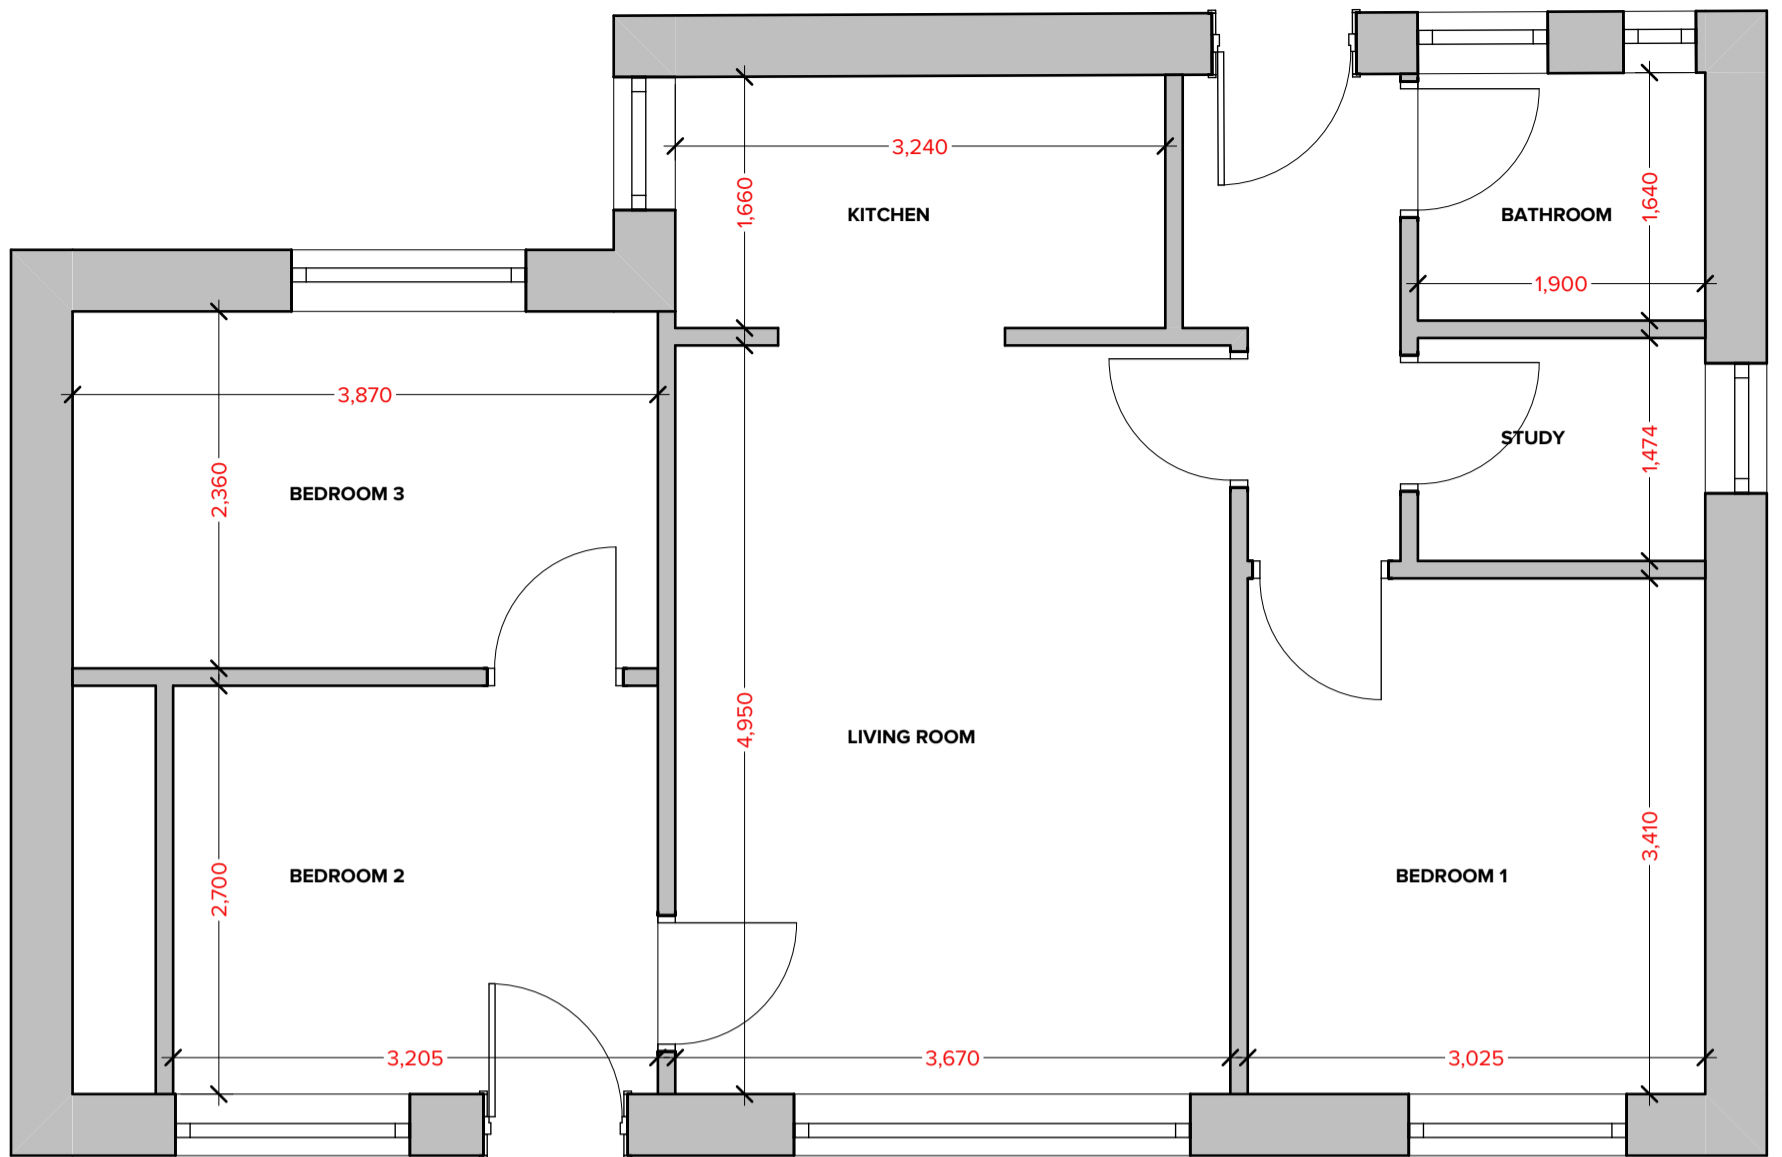 3,240
1,660
KITCHEN
1,640
BATHROOM
1,900
3,870
2,360
BEDROOM 3
STUDY
1,474
4,950
LIVING ROOM
2,700
BEDROOM 2
3,410
BEDROOM 1
3,205
3,670
3,025